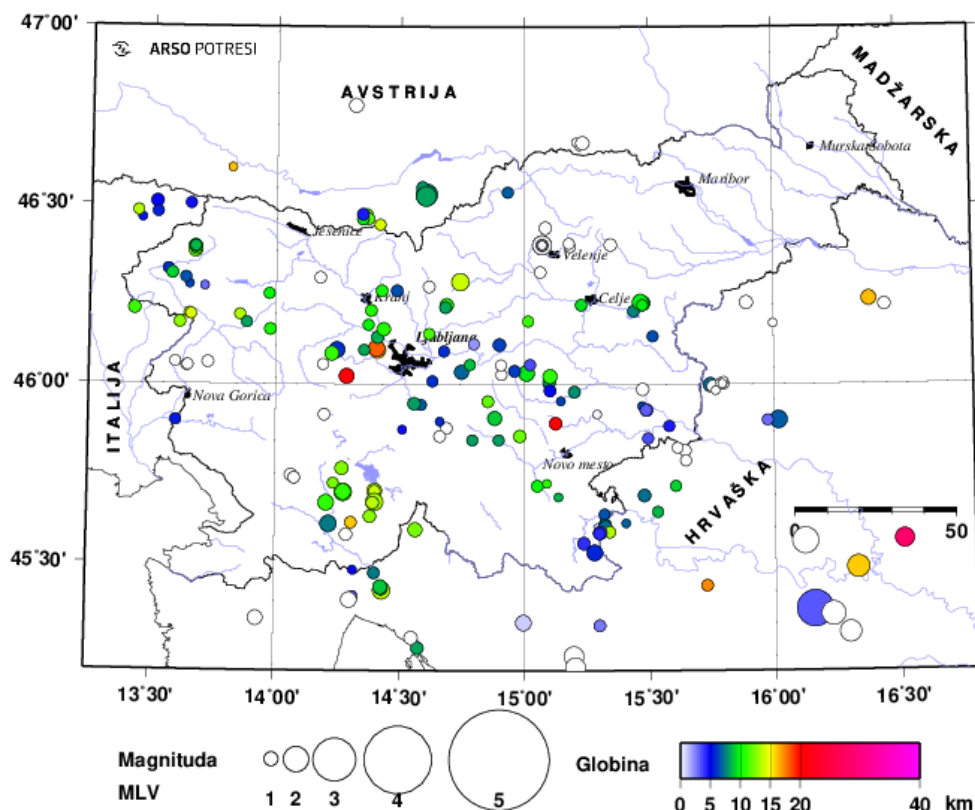 47˚00'
ARSO POTRESI
AVSTRIJA
MADŽARSKA
Murska Sobota
Maribor
46˚30'
Jesenice
Velenje
Kranj
Celje
Ljubljana
46˚00'
ITALIJA
Nova Gorica
Novo mesto
HRVAŠKA
0 50
45˚30'
13˚30' 14˚00' 14˚30' 15˚00' 15˚30' 16˚00' 16˚30'
Magnituda
MLV
1 2 3 4 5
Globina
0 5 10 15 20 40 km